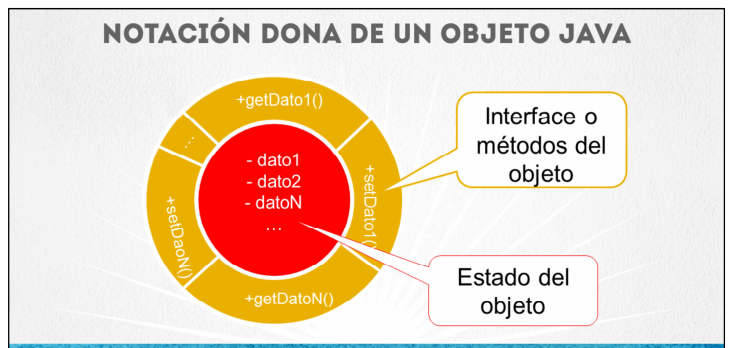 NOTACIÓN DONA DE UN OBJETO JAVA
+getDato1()
...
- dato1
- dato2
- datoN
...
+setDato1()
+setDaoN()
+getDatoN()
Interface o
métodos del
objeto
Estado del
objeto